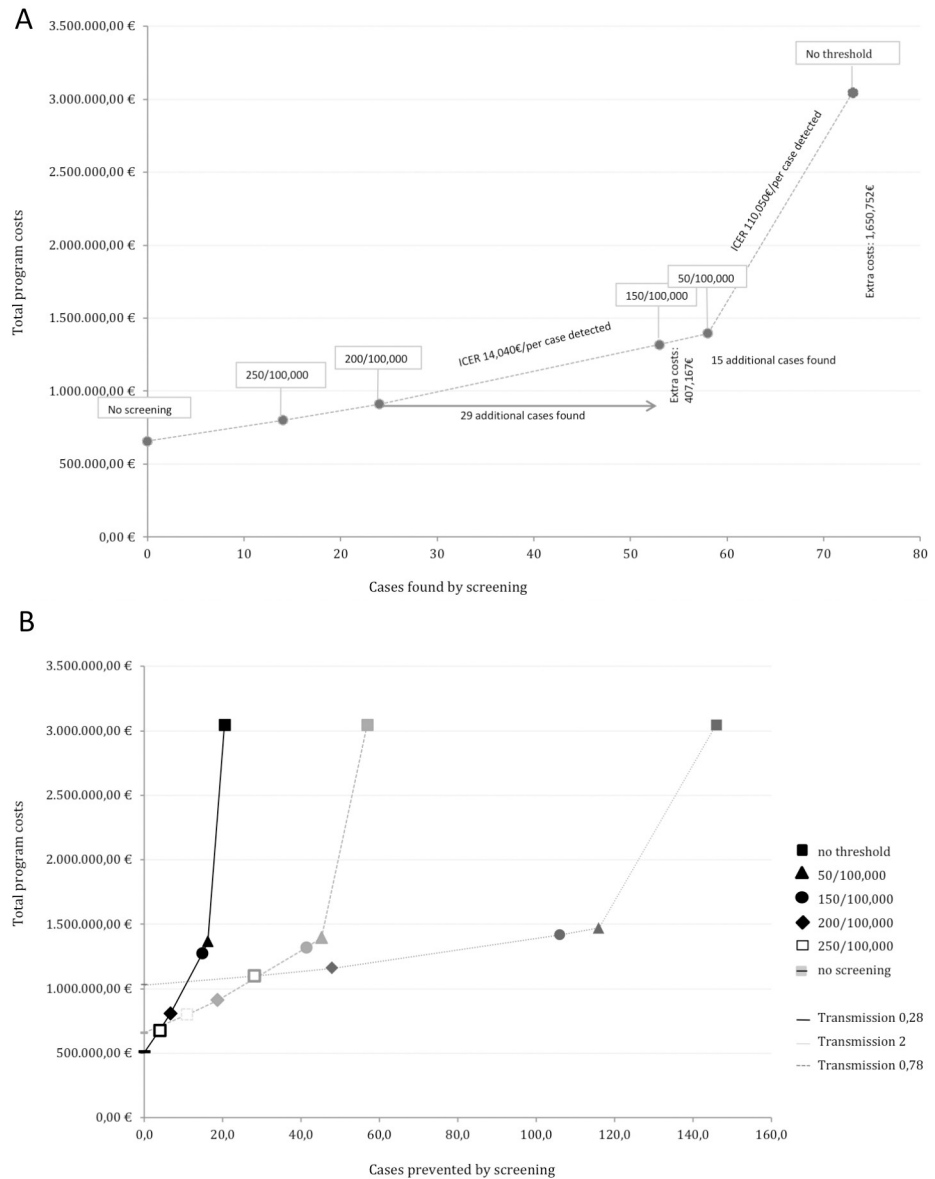 A
3.500.000,00 €
3.000.000,00 €
2.500.000,00 €
2.000.000,00 €
1.500.000,00 €
1.000.000,00 €
500.000,00 €
0,00 €
Total program costs
No threshold
ICER 110,050€/per case detected
Extra costs: 1,650,752€
50/100,000
150/100,000
ICER 14,040€/per case detected
200/100,000
250/100,000
15 additional cases found
Extra costs:
407,167€
No screening
29 additional cases found
0
10
20
30
40
50
60
70
80
Cases found by screening
B
3.500.000,00 €
3.000.000,00 €
2.500.000,00 €
2.000.000,00 €
1.500.000,00 €
1.000.000,00 €
500.000,00 €
0,00 €
Total program costs
no threshold
50/100,000
150/100,000
200/100,000
250/100,000
no screening
Transmission 0,28
Transmission 2
Transmission 0,78
0,0
20,0
40,0
60,0
80,0
100,0
120,0
140,0
160,0
Cases prevented by screening